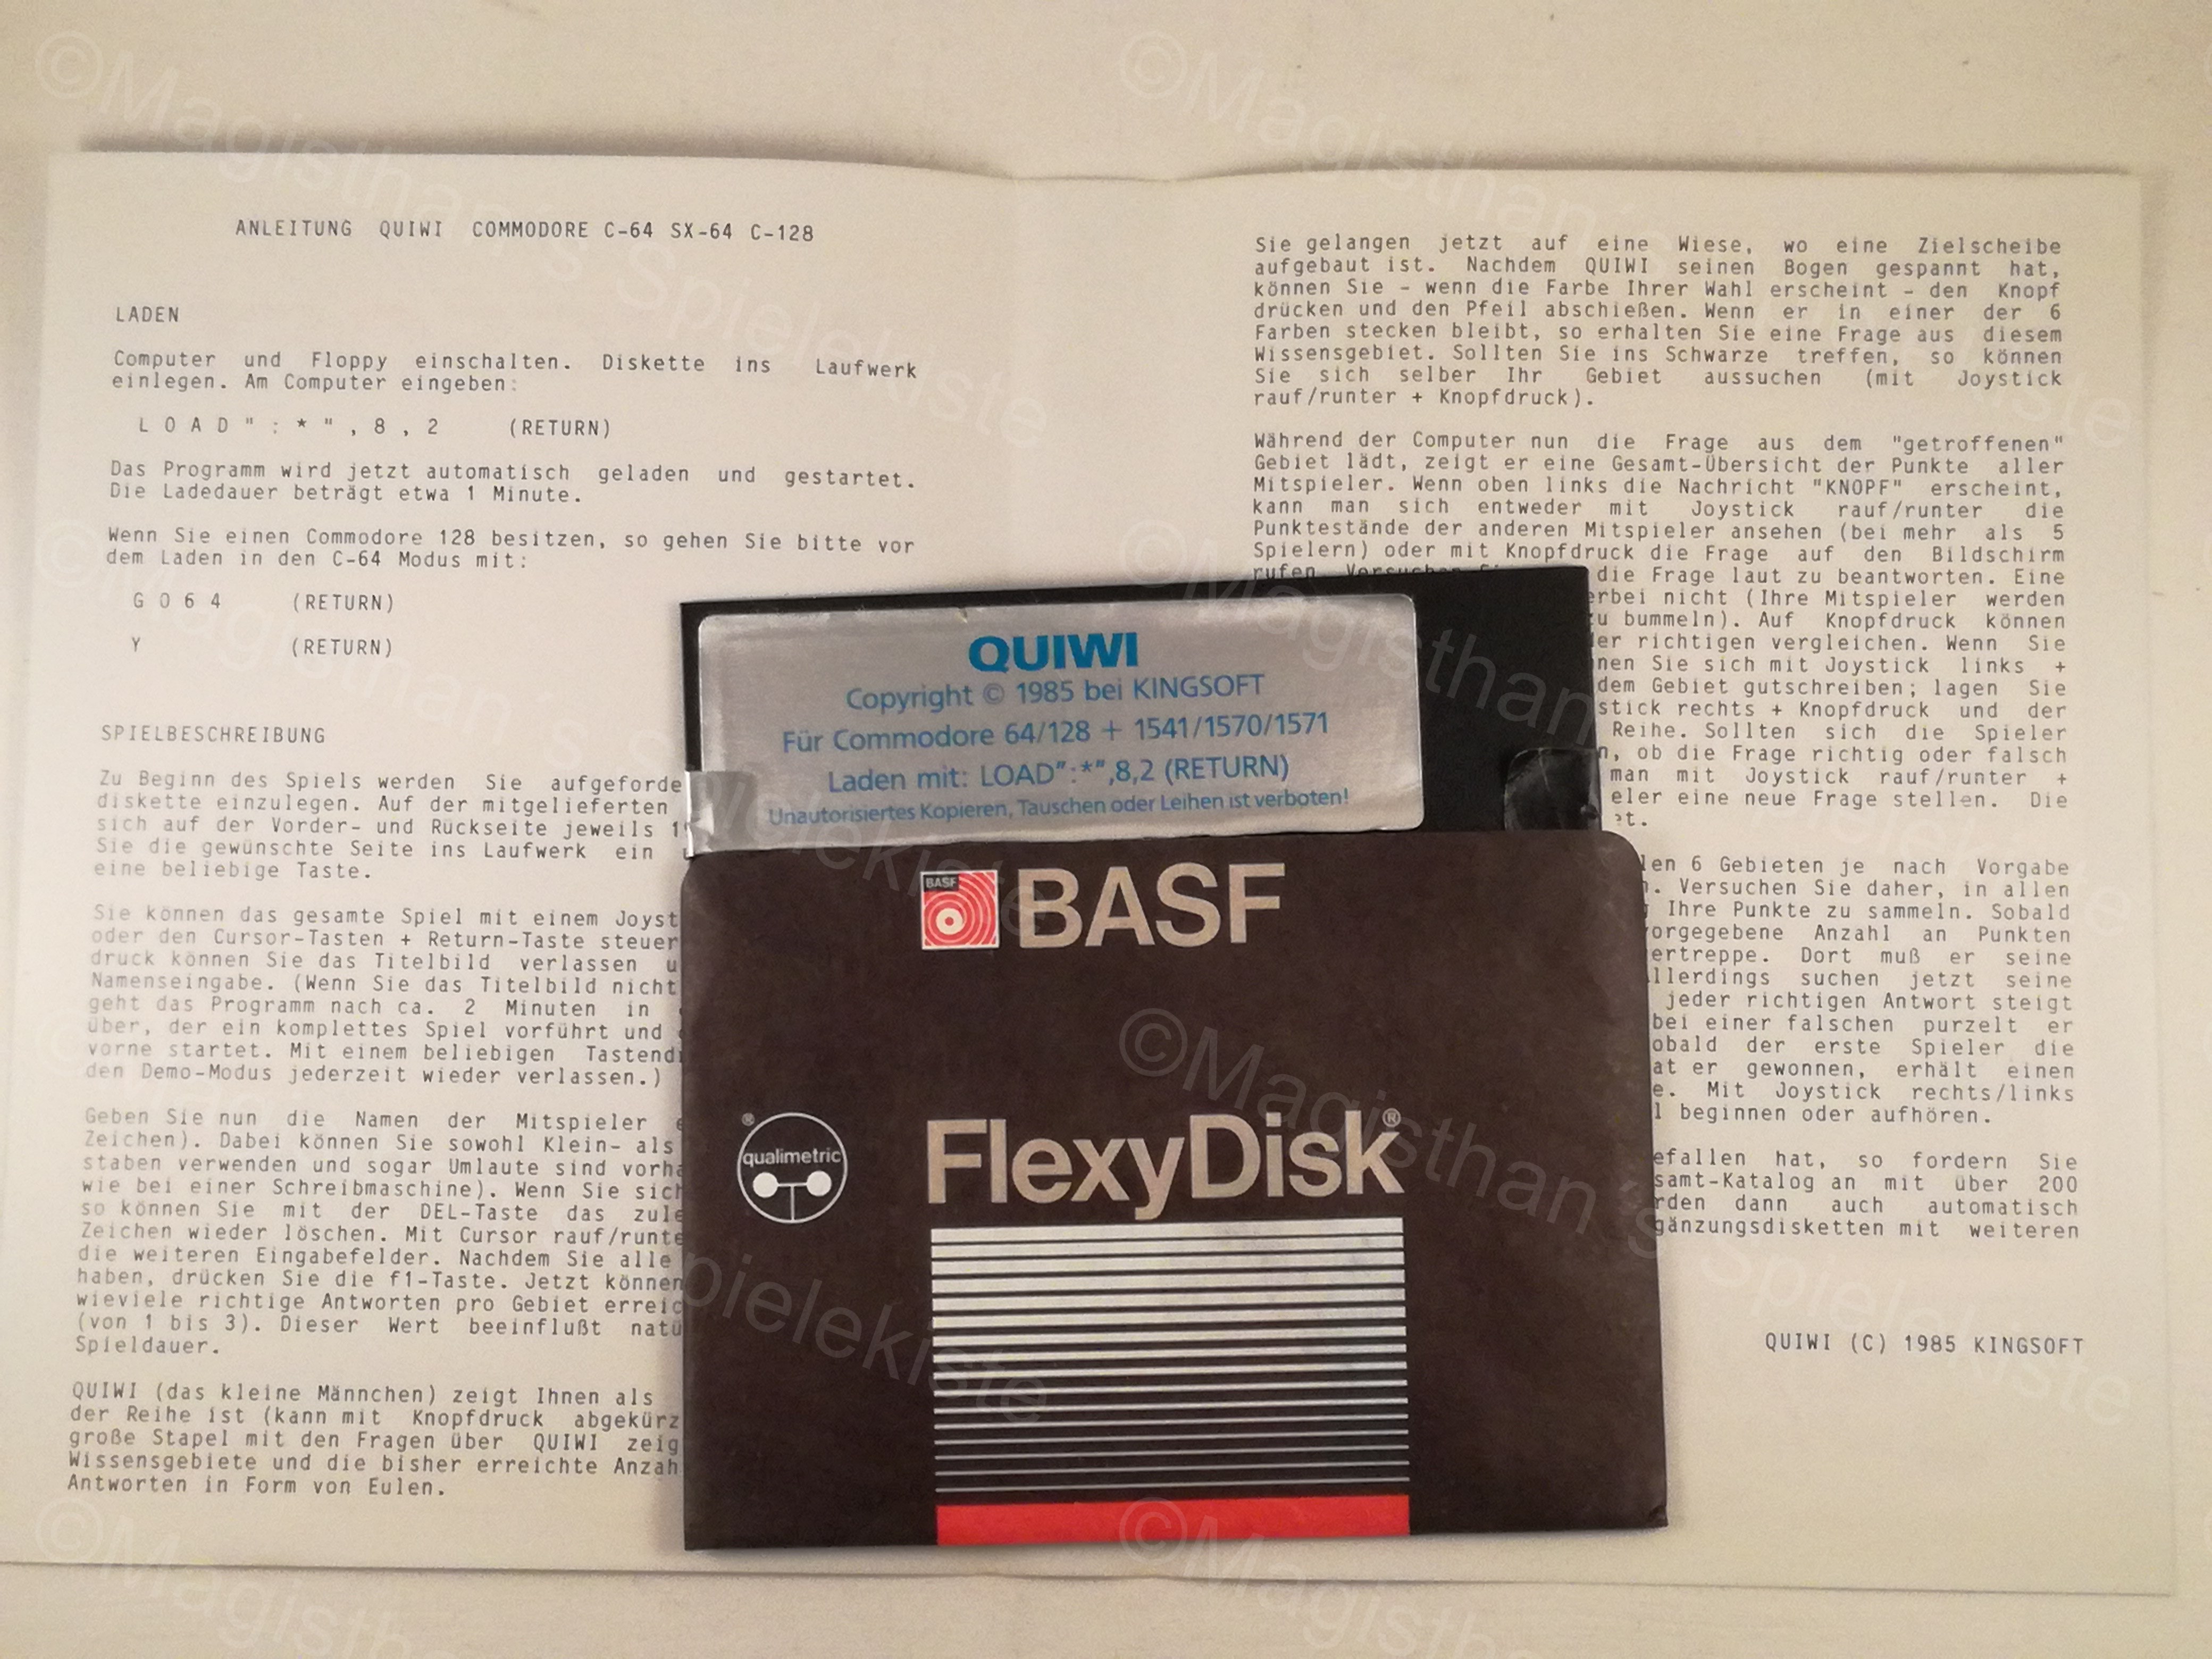 ANLEITUNG QUIWI COMMODORE C-64 SX-64 C-128
LADEN
Computer und Floppy einschalten. Diskette ins Laufwerk
einlegen. Am Computer eingeben:
L O A D " : * " , 8 , 2 (RETURN)
Das Programm wird jetzt automatisch geladen und gestartet.
Die Ladedauer beträgt etwa 1 Minute.
Wenn Sie einen Commodore 128 besitzen, so gehen Sie bitte vor
dem Laden in den C-64 Modus mit:
G O 6 4 (RETURN)
Y (RETURN)
SPIELBESCHREIBUNG
Zu Beginn des Spiels werden Sie
diskette einzulegen. Auf der mitgelieferten
sich auf der Vorder- und Rückseite jeweils
Sie die gewünschte Seite ins Laufwerk ein
eine beliebige Taste.
Sie können das gesamte Spiel mit einem
oder den Cursor-Tasten + Return-Taste
druck können Sie das Titelbild verlassen
Namenseingabe. (Wenn Sie das Titelbild nicht
geht das Programm nach ca. 2 Minuten in
über, der ein komplettes Spiel vorführt und
vorne startet. Mit einem beliebigen
den Demo-Modus jederzeit wieder verlassen.)
Geben Sie nun die Namen der Mitspieler
Zeichen). Dabei können Sie sowohl Klein- als
staben verwenden und sogar Umlaute sind
wie bei einer Schreibmaschine). Wenn Sie
so können Sie mit der DEL-Taste das
Zeichen wieder löschen. Mit Cursor
die weiteren Eingabefelder. Nachdem Sie alle
haben, drücken Sie die f1-Taste. Jetzt können
wieviele richtige Antworten pro Gebiet
(von 1 bis 3). Dieser Wert beeinflußt
Spieldauer.
QUIWI (das kleine Männchen) zeigt Ihnen als
der Reihe ist (kann mit Knopfdruck
große Stapel mit den Fragen über QUIWI
Wissensgebiete und die bisher erreichte
Antworten in Form von Eulen.
Sie gelangen jetzt auf eine Wiese, wo eine Zielscheibe
aufgebaut ist. Nachdem QUIWI seinen Bogen gespannt hat,
können Sie - wenn die Farbe Ihrer Wahl erscheint - den Knopf
drücken und den Pfeil abschießen. Wenn er in einer der 6
Farben stecken bleibt, so erhalten Sie eine Frage aus diesem
Wissensgebiet. Sollten Sie ins Schwarze treffen, so können
Sie sich selber Ihr Gebiet aussuchen (mit Joystick
rauf/runter + Knopfdruck).
Während der Computer nun die Frage aus dem "getroffenen"
Gebiet lädt, zeigt er eine Gesamt-Übersicht der Punkte aller
Mitspieler. Wenn oben links die Nachricht "KNOPF" erscheint,
kann man sich entweder mit Joystick rauf/runter die
Punktestände der anderen Mitspieler ansehen (bei mehr als 5
Spielern) oder mit Knopfdruck die Frage auf den Bildschirm
rufen. die Frage laut zu beantworten. Eine
nicht (Ihre Mitspieler werden
bummeln). Auf Knopfdruck können
richtigen vergleichen. Wenn Sie
Sie sich mit Joystick links +
dem Gebiet gutschreiben; lagen Sie
rechts + Knopfdruck und der
Reihe. Sollten sich die Spieler
ob die Frage richtig oder falsch
man mit Joystick rauf/runter +
eine neue Frage stellen. Die
6 Gebieten je nach Vorgabe
Versuchen Sie daher, in allen
Ihre Punkte zu sammeln. Sobald
Anzahl an Punkten
Dort muß er seine
suchen jetzt seine
jeder richtigen Antwort steigt
bei einer falschen purzelt er
der erste Spieler die
er gewonnen, erhält einen
Mit Joystick rechts/links
beginnen oder aufhören.
hat, so fordern Sie
an mit über 200
dann auch automatisch
mit weiteren
QUIWI (C) 1985 KINGSOFT
QUIWI
Copyright © 1985 bei KINGSOFT
Für Commodore 64/128 + 1541/1570/1571
Laden mit: LOAD":*",8,2 (RETURN)
Unautorisiertes Kopieren, Tauschen oder Leihen ist verboten!
BASF
BASF
qualimetric
®
FlexyDisk®
©Magisthan's Spielekiste
©Magisthan's Spielekiste
©Magisthan's Spielekiste